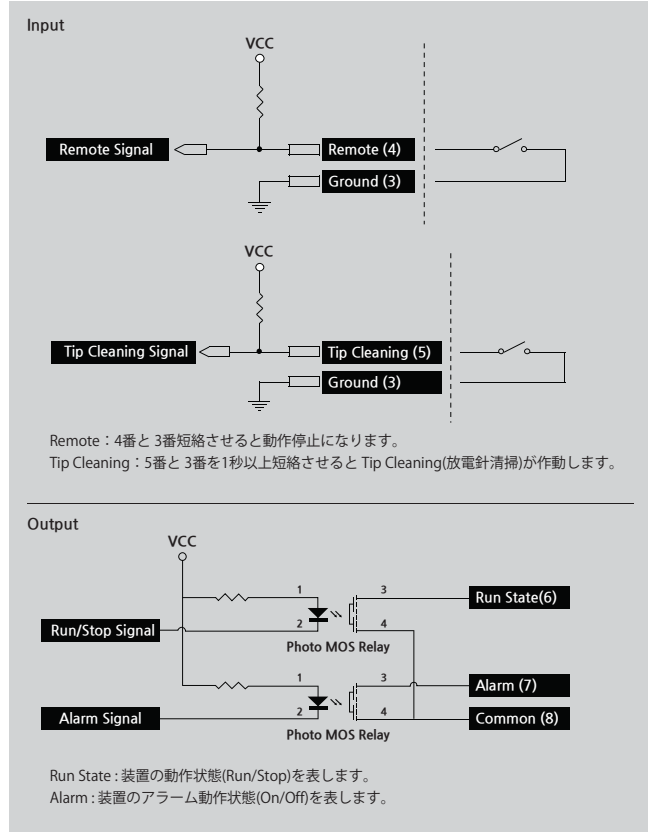 Input
VCC
Remote Signal
Remote (4)
Ground (3)
VCC
Tip Cleaning Signal
Tip Cleaning (5)
Ground (3)
Remote：4番と 3番短絡させると動作停止になります。
Tip Cleaning：5番と 3番を1秒以上短絡させると Tip Cleaning(放電針清掃)が作動します。
Output
VCC
1
3
Run State(6)
Run/Stop Signal
2
4
Photo MOS Relay
1
3
Alarm (7)
Alarm Signal
2
4
Common (8)
Photo MOS Relay
Run State : 装置の動作状態(Run/Stop)を表します。
Alarm : 装置のアラーム動作状態(On/Off)を表します。